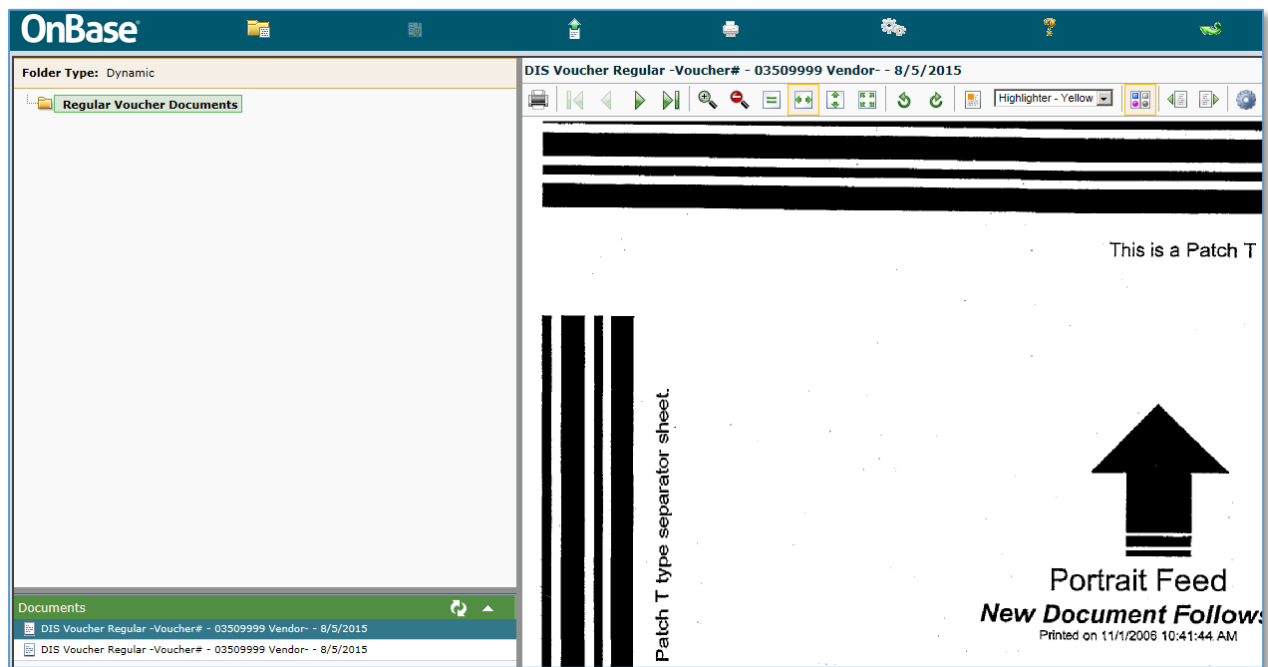 OnBase
Folder Type: Dynamic
Regular Voucher Documents
DIS Voucher Regular -Voucher# - 03509999 Vendor- - 8/5/2015
Highlighter - Yellow
This is a Patch T
Patch T type separator sheet.
Portrait Feed
New Document Follows
Printed on 11/1/2006 10:41:44 AM
Documents
DIS Voucher Regular -Voucher# - 03509999 Vendor- - 8/5/2015
DIS Voucher Regular -Voucher# - 03509999 Vendor- - 8/5/2015